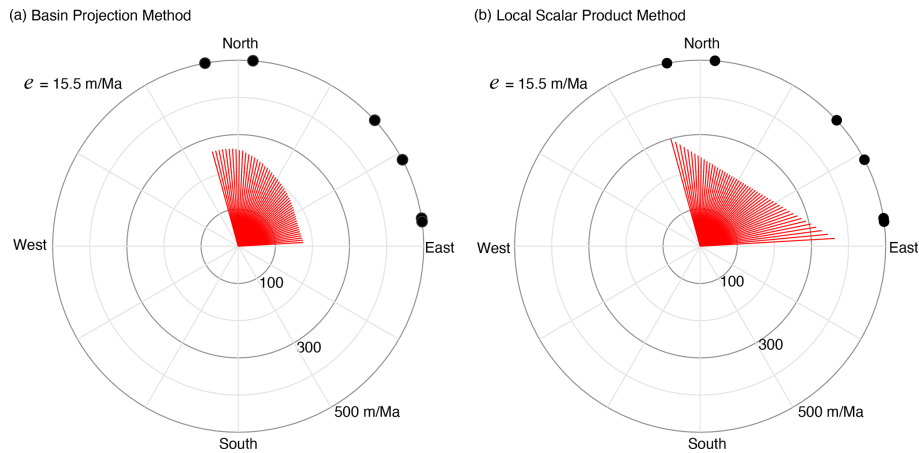 (a) Basin Projection Method
North
e = 15.5 m/Ma
West
East
100
300
500 m/Ma
South
(b) Local Scalar Product Method
North
e = 15.5 m/Ma
West
East
100
300
500 m/Ma
South